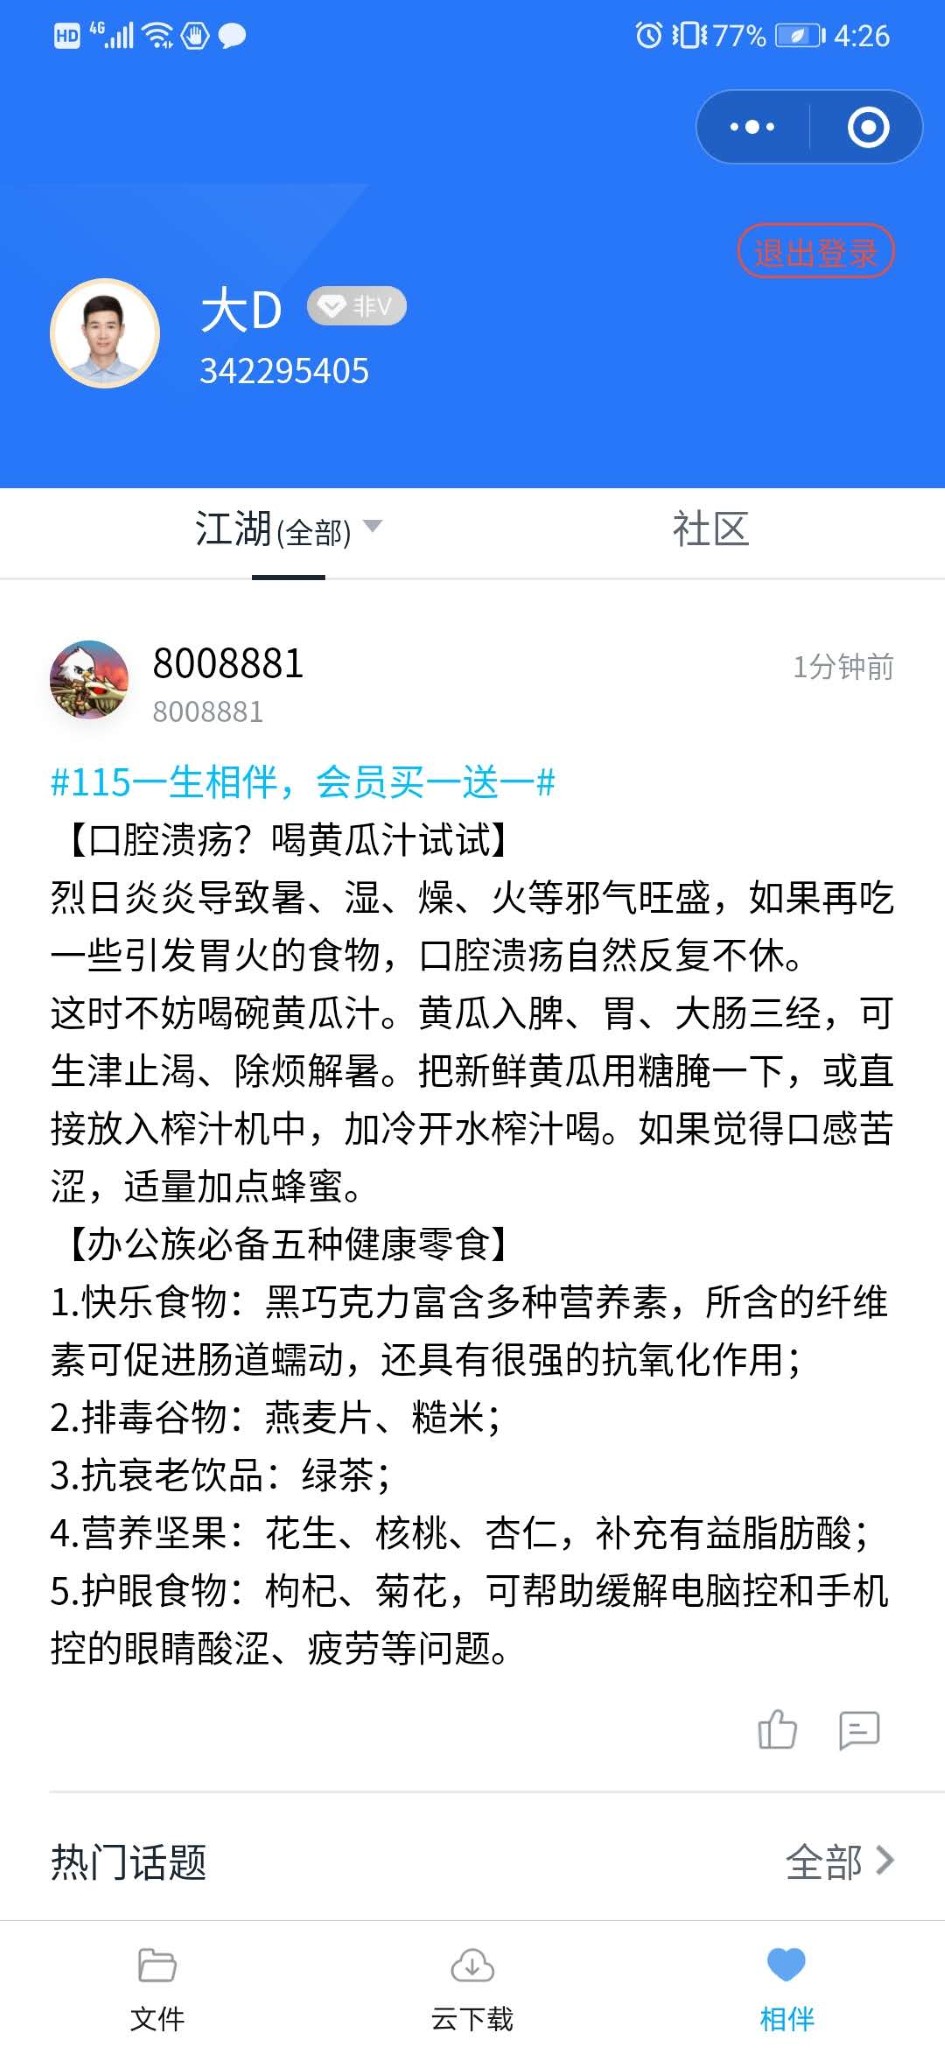 HD 4G 77% 4:26
退出登录
大D 非V
342295405
江湖(全部) 社区
8008881 1分钟前
8008881
#115一生相伴，会员买一送一#
【口腔溃疡？喝黄瓜汁试试】
烈日炎炎导致暑、湿、燥、火等邪气旺盛，如果再吃
一些引发胃火的食物，口腔溃疡自然反复不休。
这时不妨喝碗黄瓜汁。黄瓜入脾、胃、大肠三经，可
生津止渴、除烦解暑。把新鲜黄瓜用糖腌一下，或直
接放入榨汁机中，加冷开水榨汁喝。如果觉得口感苦
涩，适量加点蜂蜜。
【办公族必备五种健康零食】
1.快乐食物：黑巧克力富含多种营养素，所含的纤维
素可促进肠道蠕动，还具有很强的抗氧化作用；
2.排毒谷物：燕麦片、糙米；
3.抗衰老饮品：绿茶；
4.营养坚果：花生、核桃、杏仁，补充有益脂肪酸；
5.护眼食物：枸杞、菊花，可帮助缓解电脑控和手机
控的眼睛酸涩、疲劳等问题。
热门话题 全部
文件 云下载 相伴